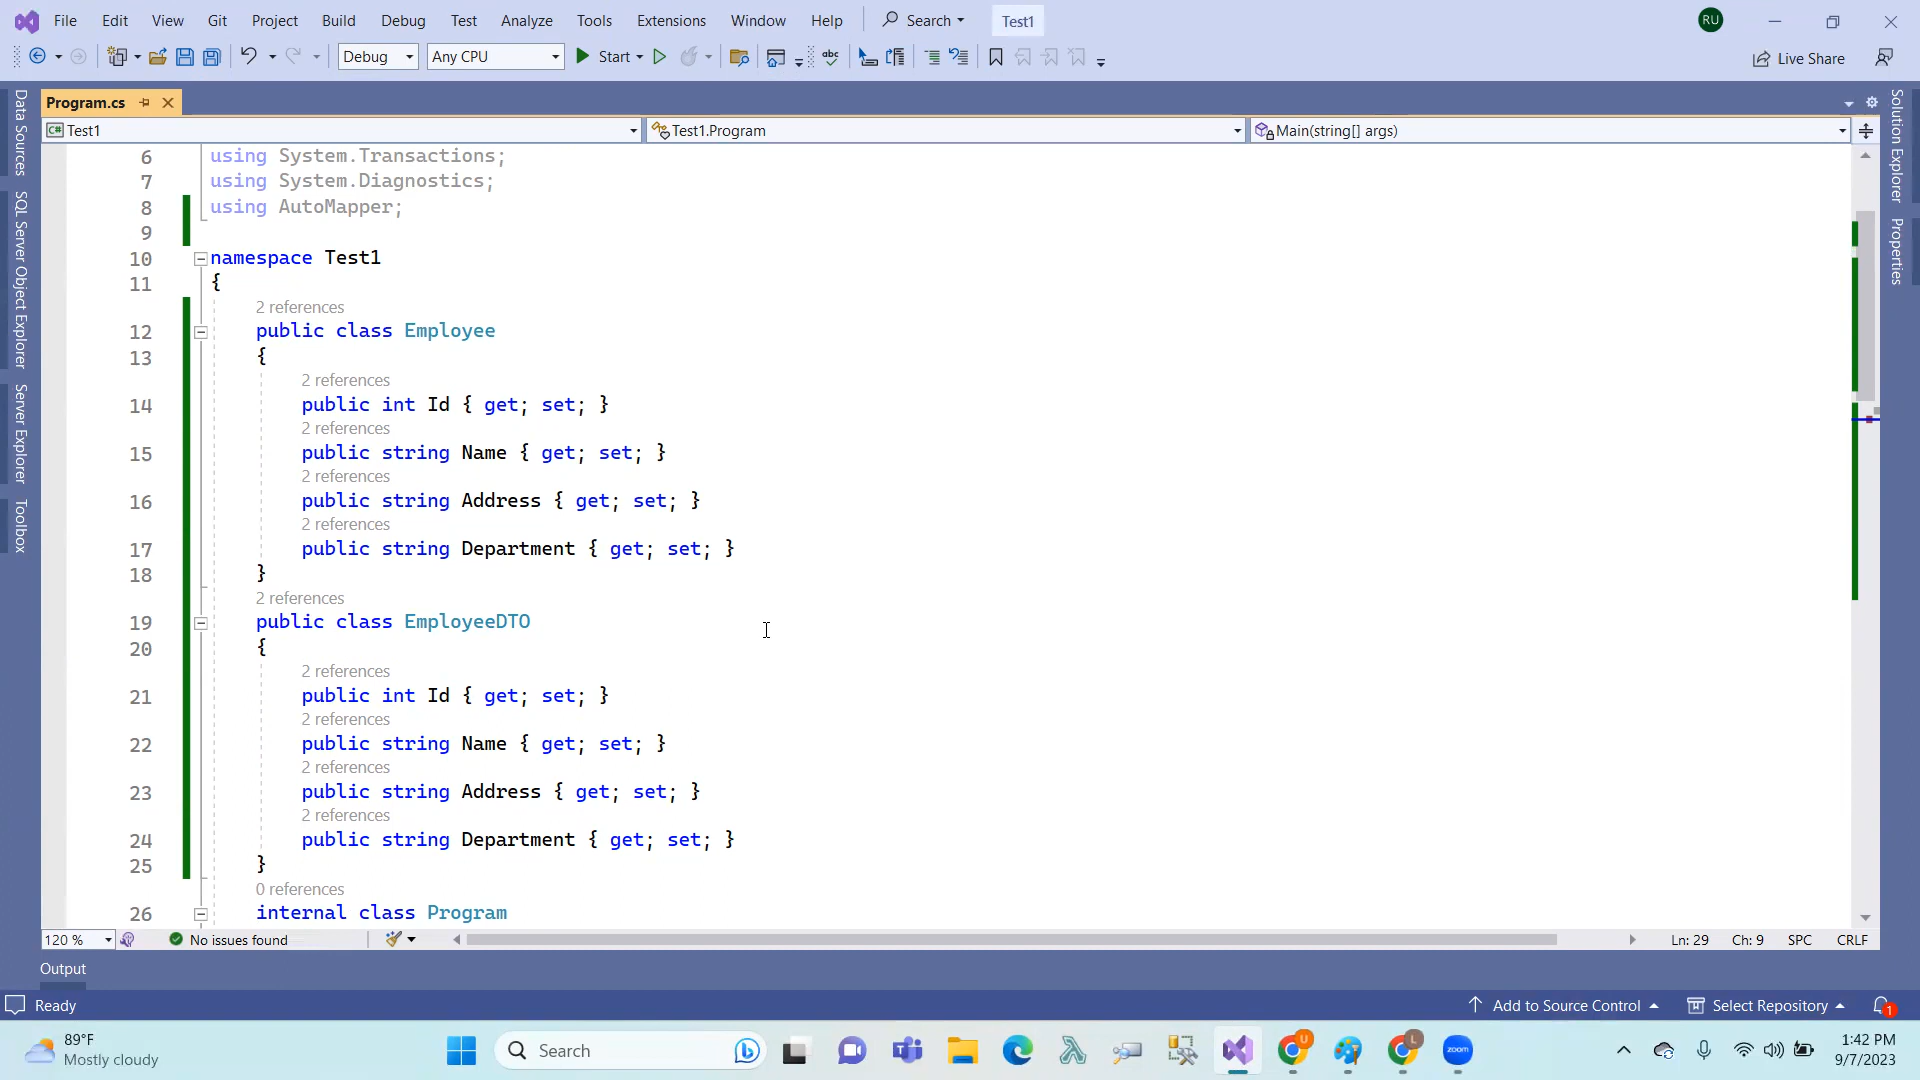 File Edit View Git Project Build Debug Test Analyze Tools Extensions Window Help Search Test1 RU
Debug Any CPU Start abc Live Share
Program.cs
Test1 Test1.Program Main(string[] args)
Data Sources
SQL Server Object Explorer
Server Explorer
Toolbox
Solution Explorer
Properties
6 using System.Transactions;
7 using System.Diagnostics;
8 using AutoMapper;
9
10 namespace Test1
11 {
2 references
12 public class Employee
13 {
2 references
14 public int Id { get; set; }
2 references
15 public string Name { get; set; }
2 references
16 public string Address { get; set; }
2 references
17 public string Department { get; set; }
18 }
2 references
19 public class EmployeeDTO
20 {
2 references
21 public int Id { get; set; }
2 references
22 public string Name { get; set; }
2 references
23 public string Address { get; set; }
2 references
24 public string Department { get; set; }
25 }
0 references
26 internal class Program
120 % No issues found Ln: 29 Ch: 9 SPC CRLF
Output
Ready Add to Source Control Select Repository 1
89°F
Mostly cloudy
Search
U
L
zoom
1:42 PM
9/7/2023